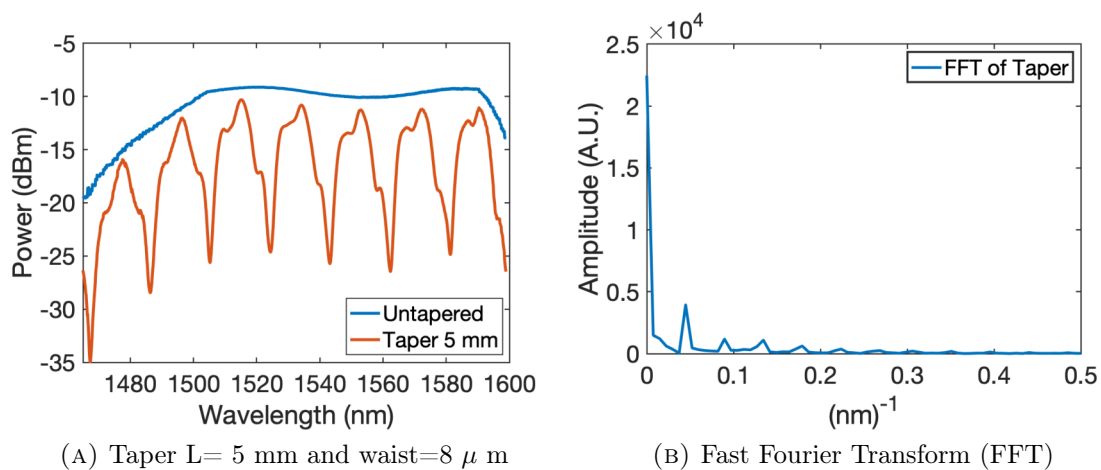 -5
-10
-15
-20
-25
-30
-35
Power (dBm)
1480 1500 1520 1540 1560 1580 1600
Wavelength (nm)
Untapered
Taper 5 mm
(A) Taper L= 5 mm and waist=8 μ m
×10⁴
2.5
2
1.5
1
0.5
0
Amplitude (A.U.)
0 0.1 0.2 0.3 0.4 0.5
(nm)⁻¹
FFT of Taper
(B) Fast Fourier Transform (FFT)